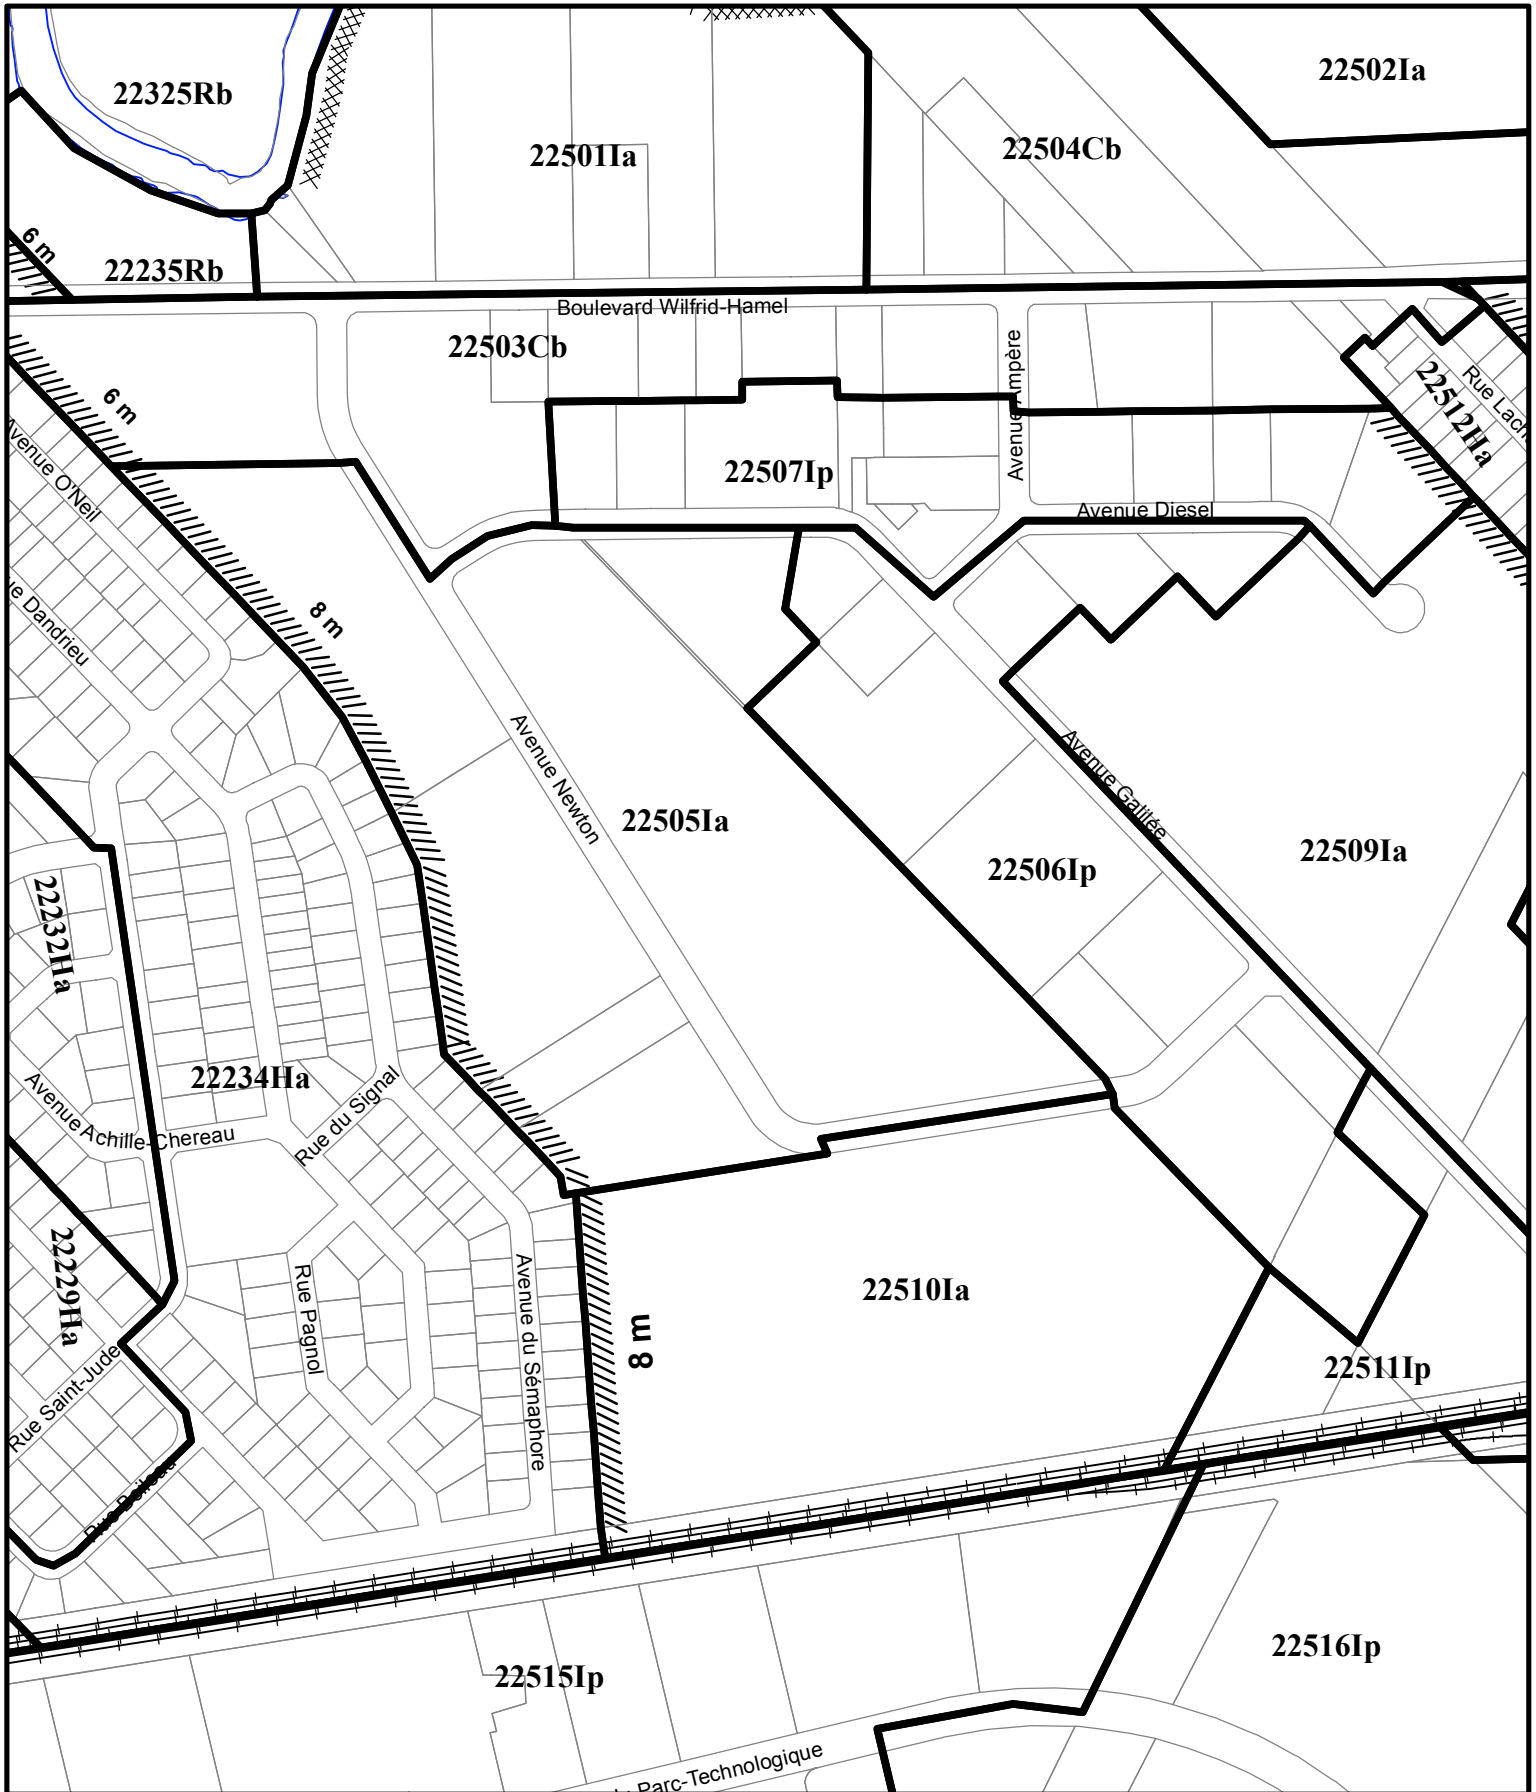 22325Rb
22502Ia
22501Ia
22504Cb
6 m
22235Rb
Boulevard Wilfrid-Hamel
22503Cb
Avenue Ampère
22512Ha
6 m
Avenue O'Neil
22507Ip
Avenue Diesel
Dandrieu
8 m
Avenue Newton
Avenue Galilée
22505Ia
22506Ip
22509Ia
22232Ha
22234Ha
Avenue Achille-Chereau
Rue du Signal
22229Ha
Rue Pagnol
Avenue du Sémaphore
22510Ia
8 m
22511Ip
Rue Saint-Jude
Rue Boileau
22516Ip
22515Ip
Parc-Technologique